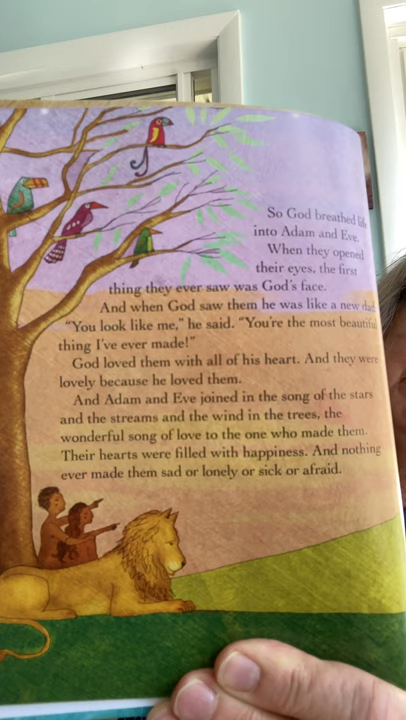 So God breathed life
into Adam and Eve.
When they opened
their eyes, the first
thing they ever saw was God's face.
And when God saw them he was like a new dad.
"You look like me," he said. "You're the most beautiful
thing I've ever made!"
God loved them with all of his heart. And they were
lovely because he loved them.
And Adam and Eve joined in the song of the stars
and the streams and the wind in the trees, the
wonderful song of love to the one who made them.
Their hearts were filled with happiness. And nothing
ever made them sad or lonely or sick or afraid.